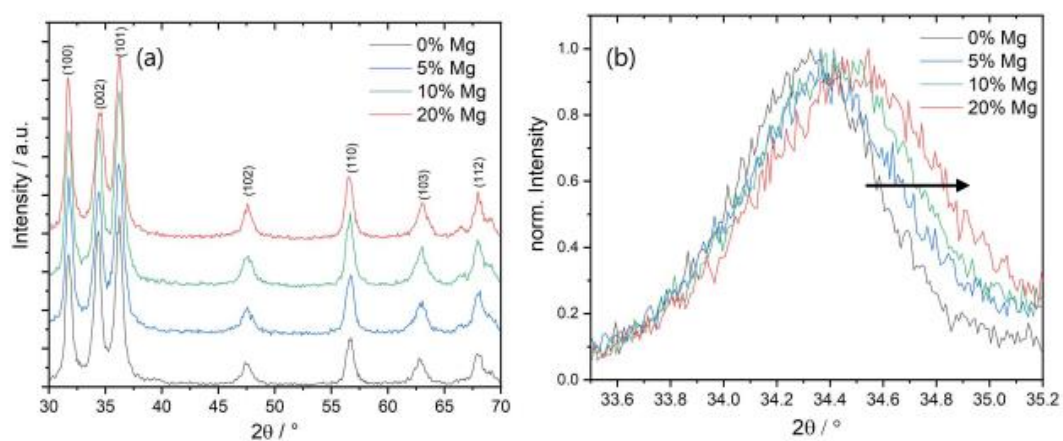 (a)
(100)
(002)
(101)
(102)
(110)
(103)
(112)
0% Mg
5% Mg
10% Mg
20% Mg
Intensity / a.u.
30 35 40 45 50 55 60 65 70
2θ / °
(b)
0% Mg
5% Mg
10% Mg
20% Mg
norm. Intensity
1.0
0.8
0.6
0.4
0.2
0.0
33.6 33.8 34.0 34.2 34.4 34.6 34.8 35.0 35.2
2θ / °